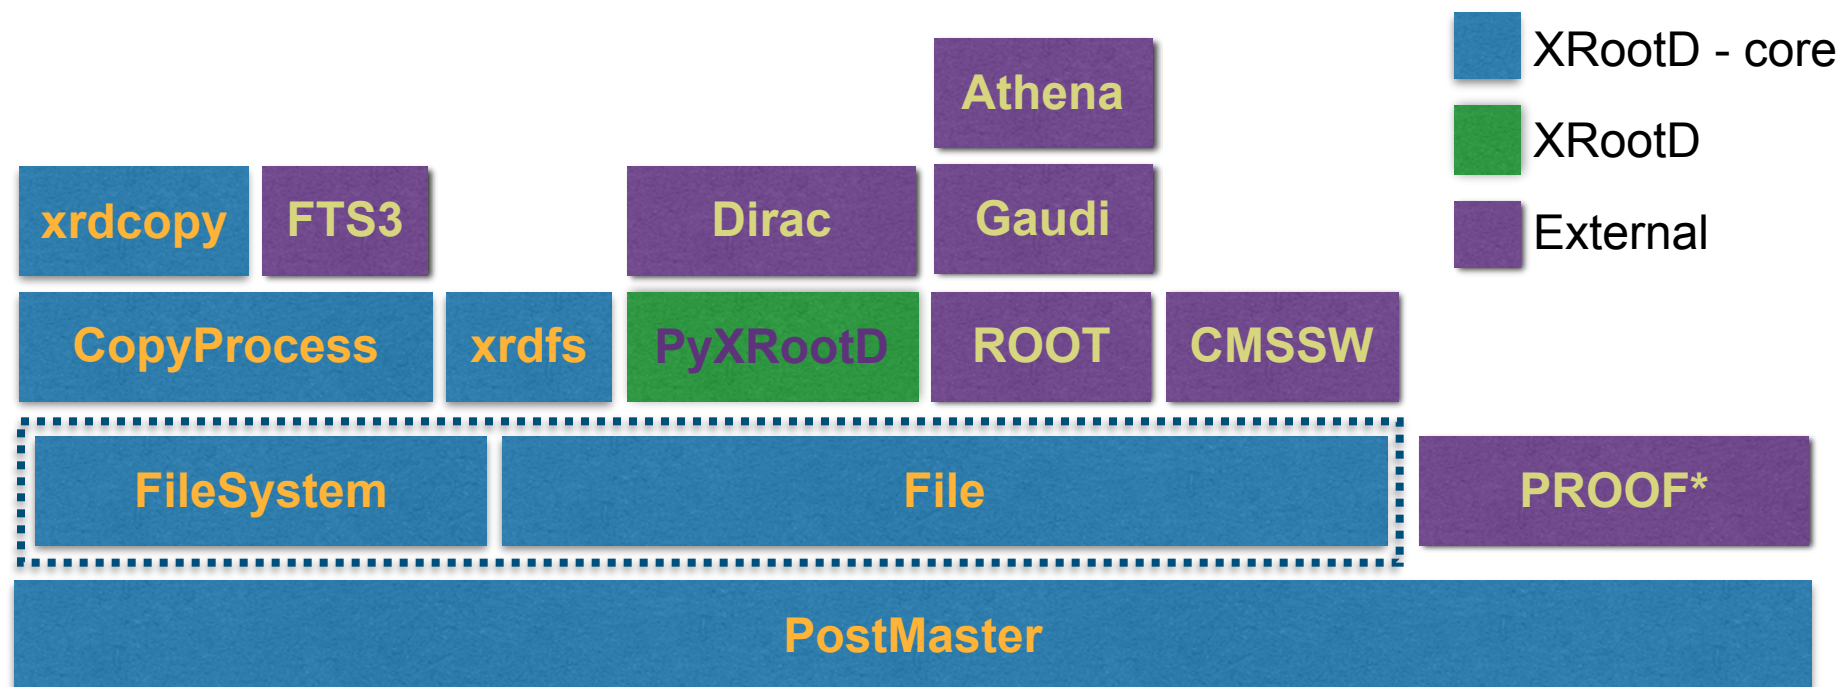 XRootD - core
Athena
XRootD
xrdcopy
FTS3
Dirac
Gaudi
External
CopyProcess
xrdfs
PyXRootD
ROOT
CMSSW
FileSystem
File
PROOF*
PostMaster